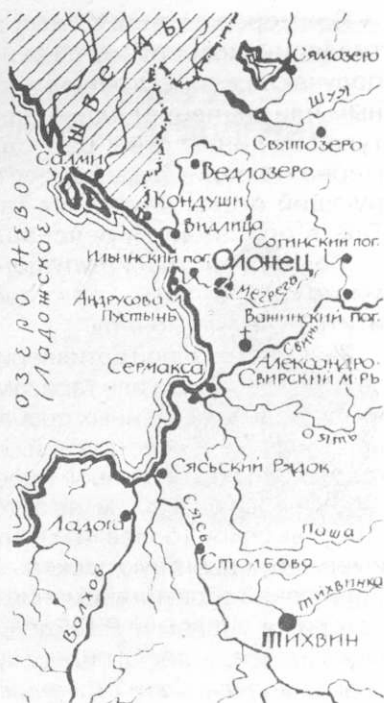 ШВЕДЫ
Сямозеро
Шуя
Святозеро
Салми
Ведлозеро
Кондуши
Видлица
ОЗЕРО НЕВО
(Ладожское)
Ильинский пог.
Олонец
Согинский пог.
Мегрега
Андрусова
Пустынь
Важинский пог.
Свирь
Сермакса
Александро-
Свирский м-рь
Оять
Сясьский Рядок
Ладога
Паша
Сясь
Столбово
Волхов
Тихвинка
Тихвин